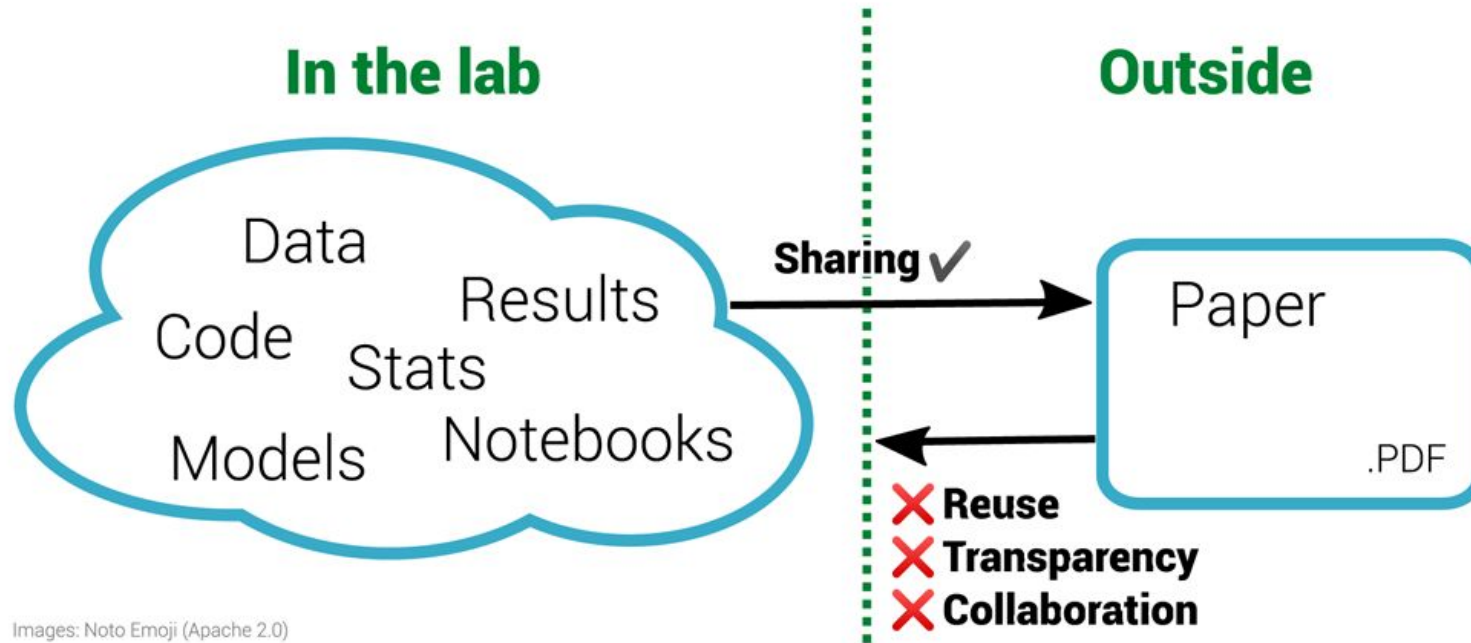 In the lab
Outside
Data
Results
Code
Stats
Models
Notebooks
Sharing ✔
Paper
.PDF
❌ Reuse
❌ Transparency
❌ Collaboration
Images: Noto Emoji (Apache 2.0)